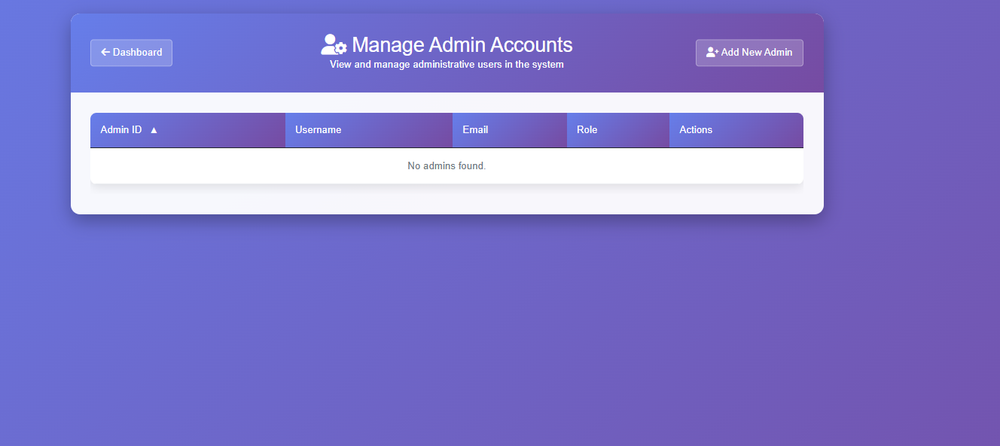 Dashboard
Manage Admin Accounts
View and manage administrative users in the system
Add New Admin
Admin ID ▲ Username Email Role Actions
No admins found.